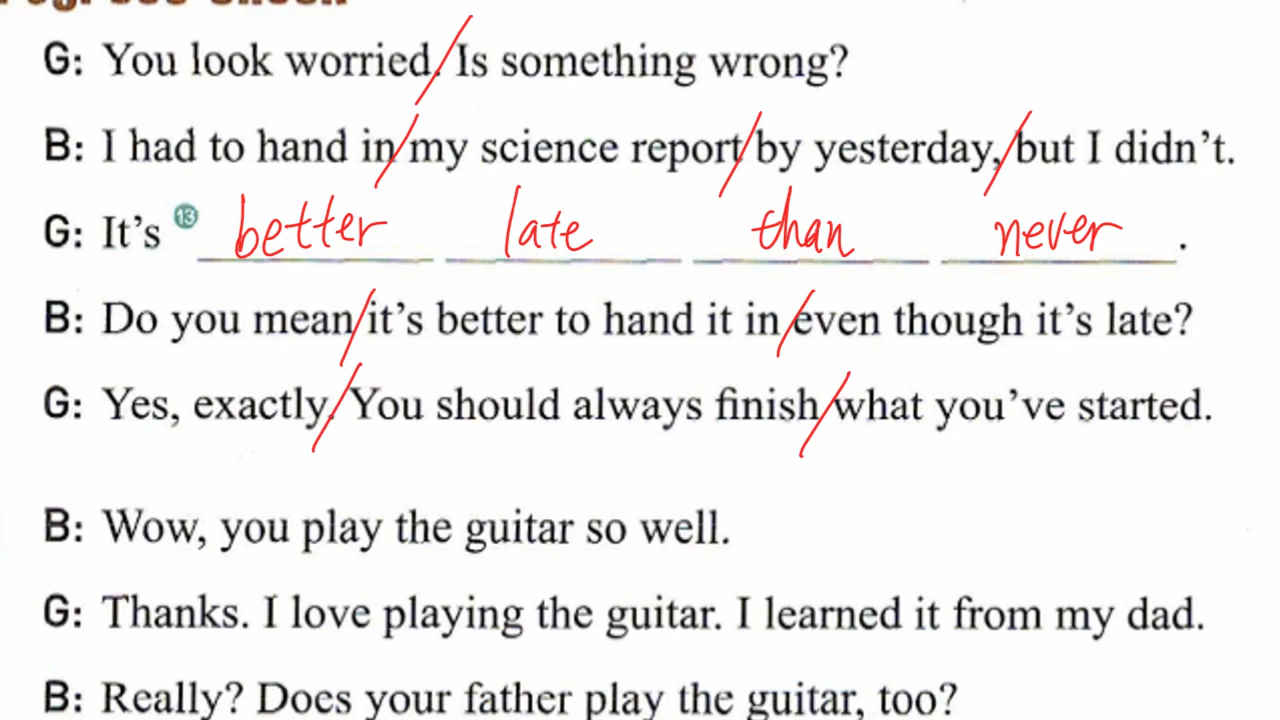 G: You look worried. Is something wrong?
B: I had to hand in my science report by yesterday, but I didn't.
G: It's ⑬ better late than never.
B: Do you mean it's better to hand it in even though it's late?
G: Yes, exactly. You should always finish what you've started.
B: Wow, you play the guitar so well.
G: Thanks. I love playing the guitar. I learned it from my dad.
B: Really? Does your father play the guitar, too?